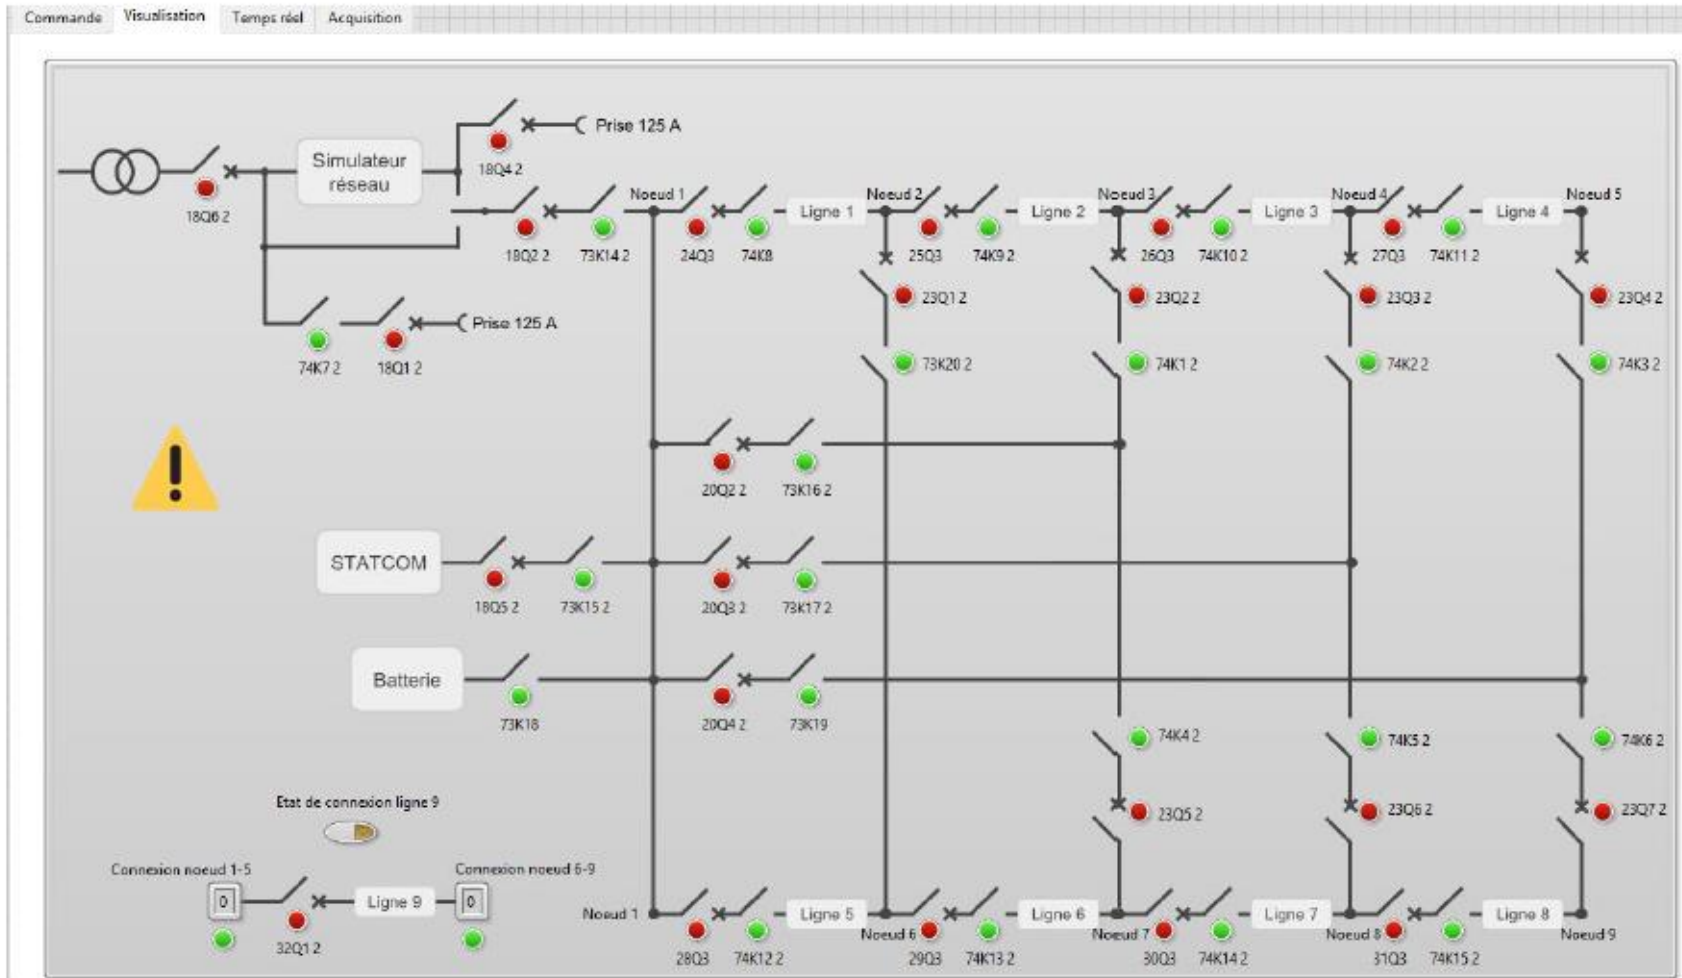 Commande Visualisation Temps réel Acquisition
Prise 125 A
18Q4 2
Simulateur
réseau
18Q6 2
Noeud 1 Noeud 2 Noeud 3 Noeud 4 Noeud 5
Ligne 1 Ligne 2 Ligne 3 Ligne 4
18Q2 2 73K14 2 24Q3 74K8 25Q3 74K9 2 26Q3 74K10 2 27Q3 74K11 2
23Q1 2 23Q2 2 23Q3 2 23Q4 2
Prise 125 A
74K7 2 18Q1 2
73K20 2 74K1 2 74K2 2 74K3 2
20Q2 2 73K16 2
STATCOM
18Q5 2 73K15 2 20Q3 2 73K17 2
Batterie
73K18 20Q4 2 73K19
74K4 2 74K5 2 74K6 2
Etat de connexion ligne 9
23Q5 2 23Q6 2 23Q7 2
Connexion noeud 1-5 Connexion noeud 6-9
0 Ligne 9 0
32Q1 2
Noeud 1 Ligne 5 Ligne 6 Ligne 7 Ligne 8
Noeud 6 Noeud 7 Noeud 8 Noeud 9
28Q3 74K12 2 29Q3 74K13 2 30Q3 74K14 2 31Q3 74K15 2